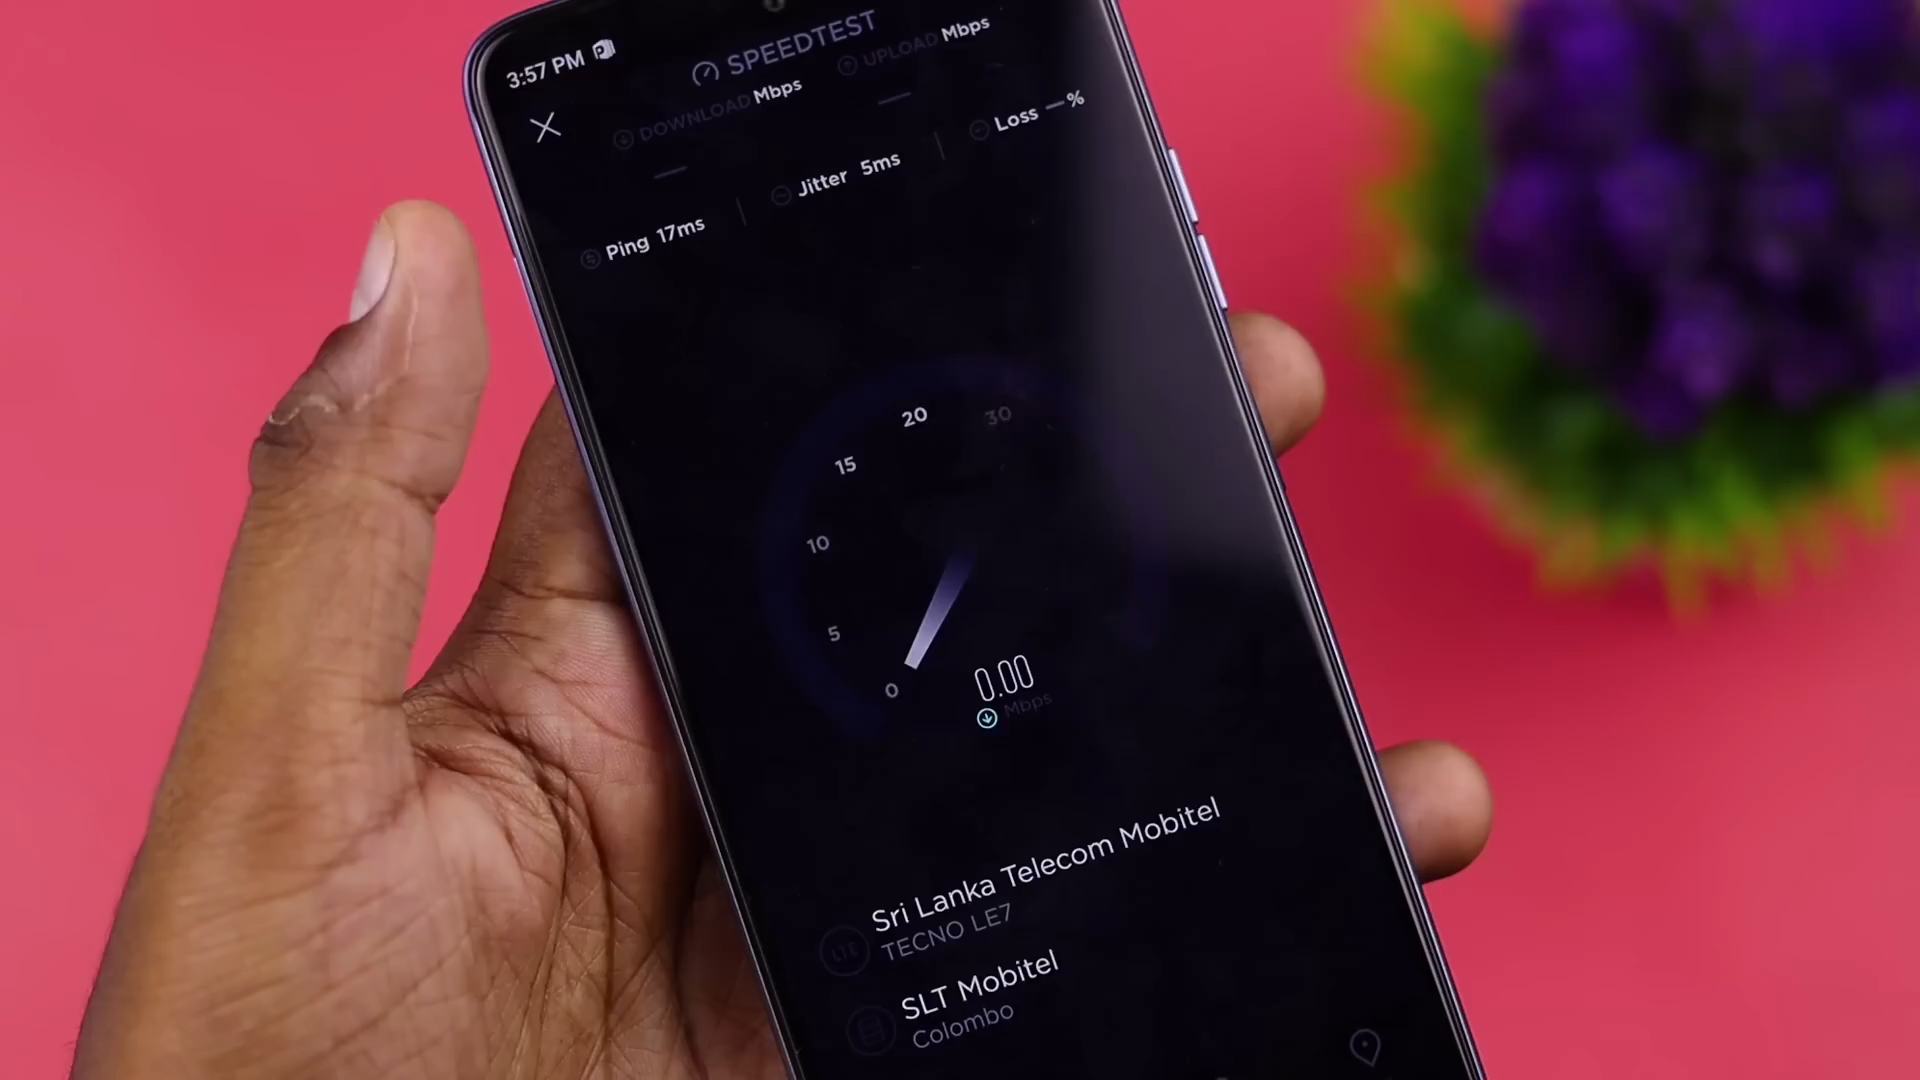 3:57 PM
SPEEDTEST
DOWNLOAD Mbps
UPLOAD Mbps
Ping 17ms
Jitter 5ms
Loss —%
0
5
10
15
20
30
0.00
Mbps
Sri Lanka Telecom Mobitel
LTE
TECNO LE7
SLT Mobitel
Colombo